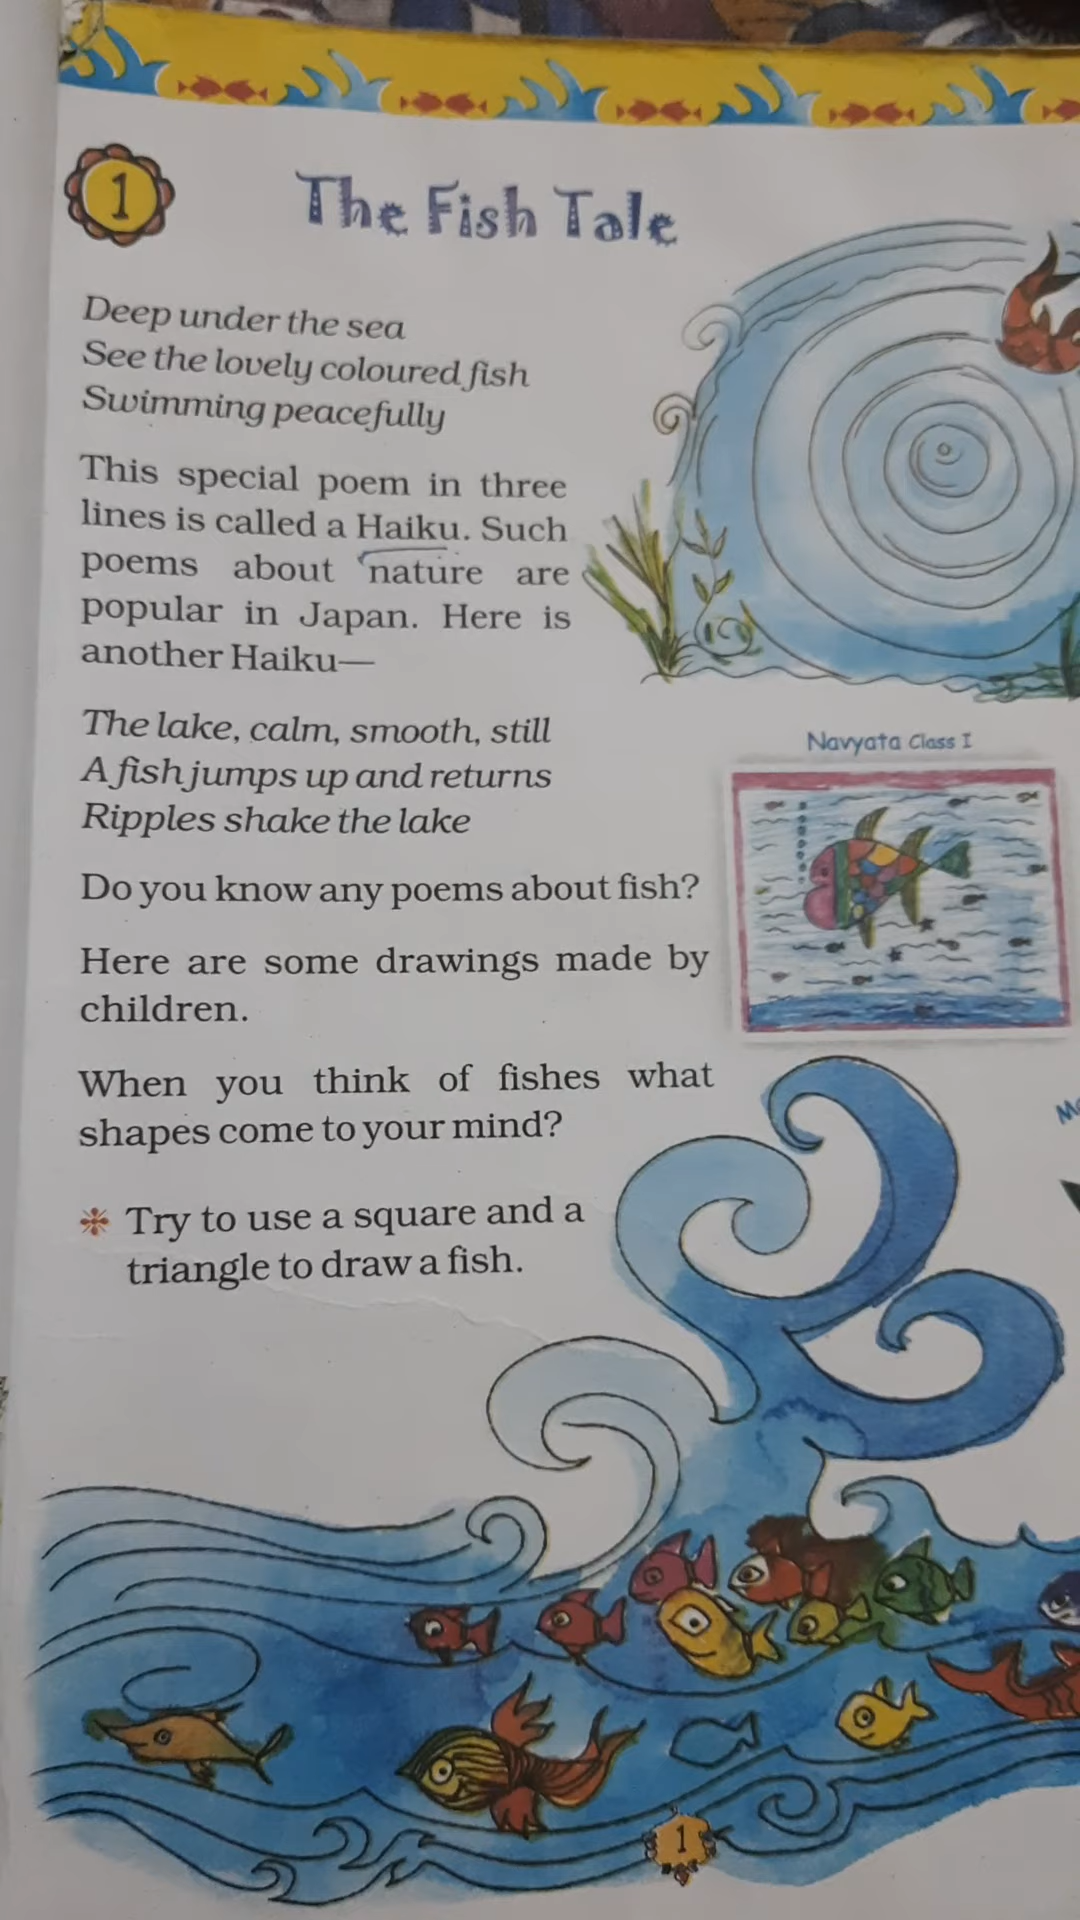 1
The Fish Tale
Deep under the sea
See the lovely coloured fish
Swimming peacefully
This special poem in three
lines is called a Haiku. Such
poems about nature are
popular in Japan. Here is
another Haiku—
The lake, calm, smooth, still
A fish jumps up and returns
Ripples shake the lake
Navyata Class I
Do you know any poems about fish?
Here are some drawings made by
children.
When you think of fishes what
shapes come to your mind?
Try to use a square and a
triangle to draw a fish.
1